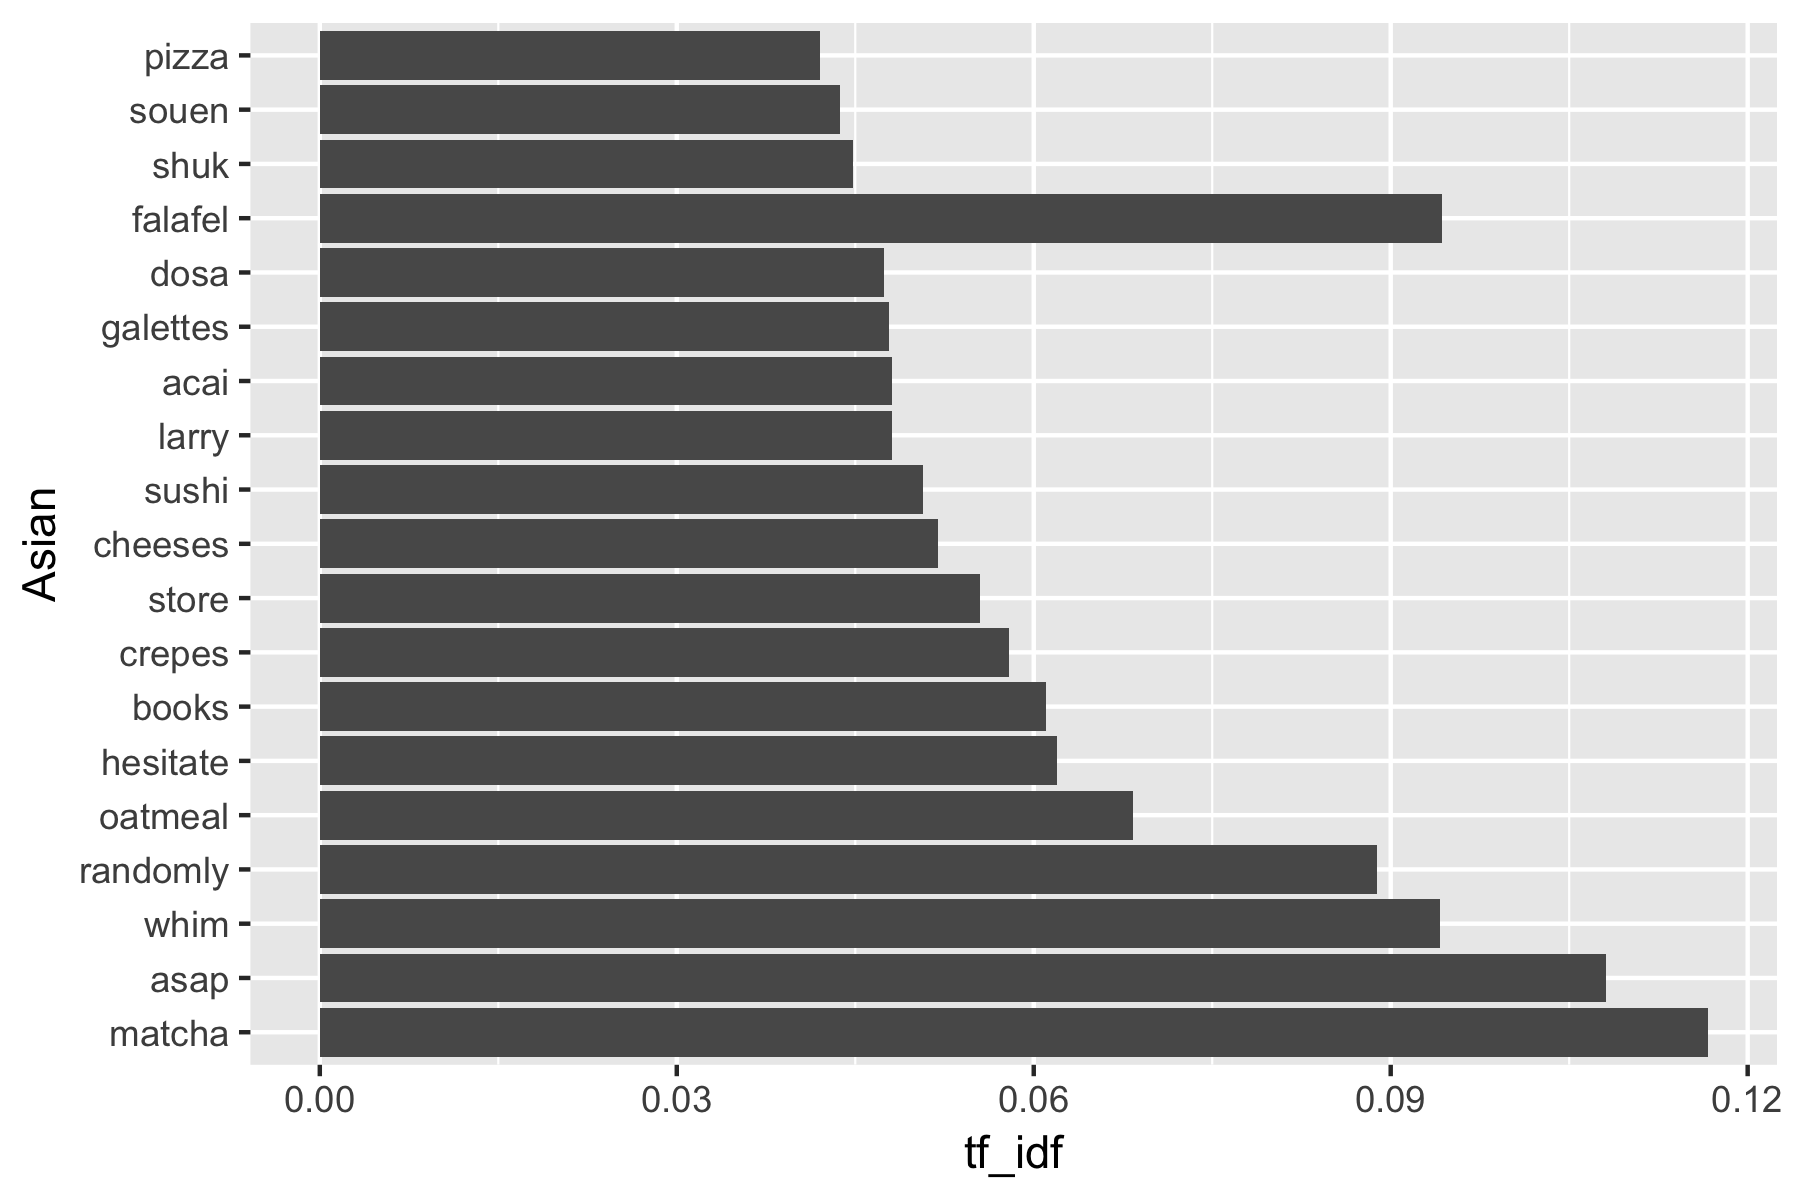 pizza
souen
shuk
falafel
dosa
galettes
acai
larry
sushi
cheeses
store
crepes
books
hesitate
oatmeal
randomly
whim
asap
matcha
Asian
0.00 0.03 0.06 0.09 0.12
tf_idf